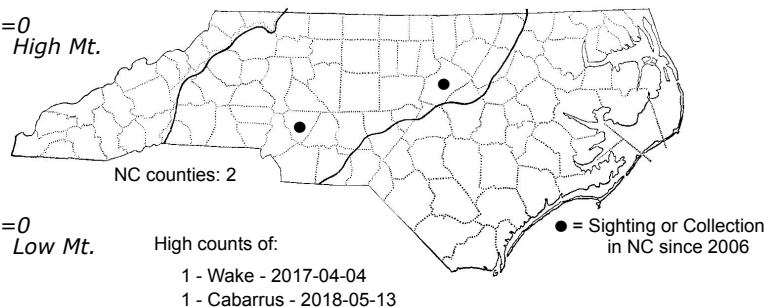 =0
High Mt.
NC counties: 2
=0
Low Mt.
High counts of:
1 - Wake - 2017-04-04
1 - Cabarrus - 2018-05-13
● = Sighting or Collection
in NC since 2006